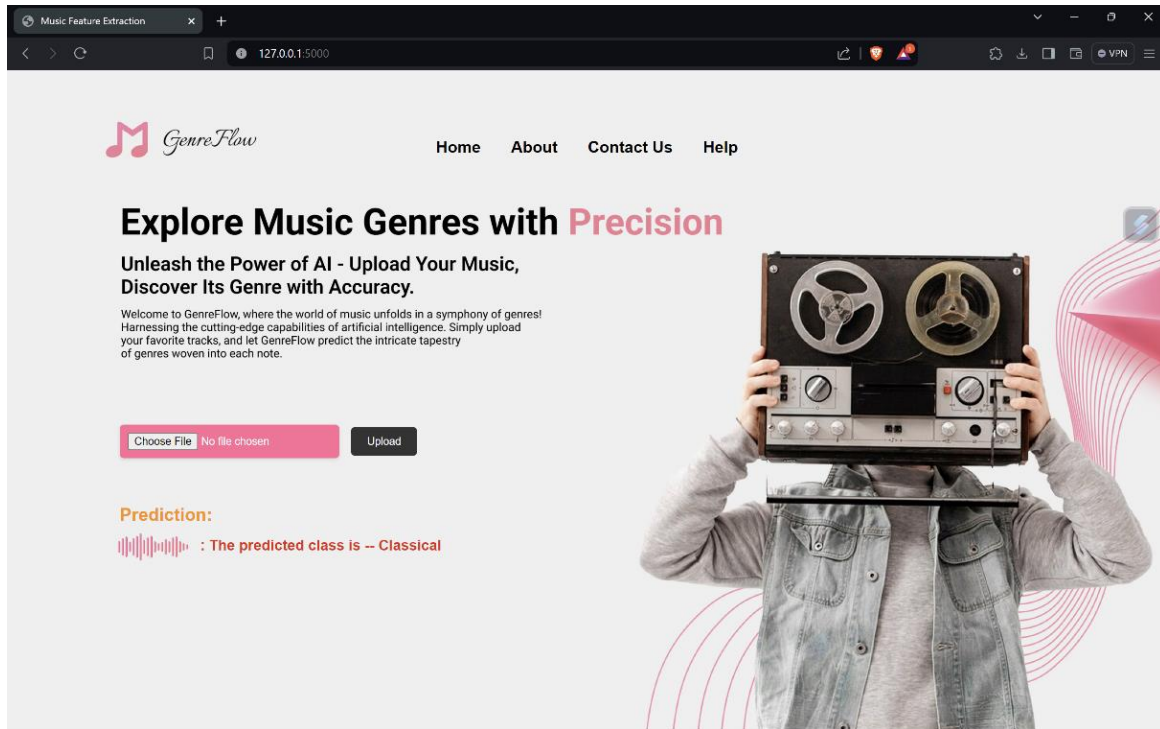 Music Feature Extraction
127.0.0.1:5000
VPN
GenreFlow
Home About Contact Us Help
Explore Music Genres with Precision
Unleash the Power of AI - Upload Your Music,
Discover Its Genre with Accuracy.
Welcome to GenreFlow, where the world of music unfolds in a symphony of genres!
Harnessing the cutting-edge capabilities of artificial intelligence. Simply upload
your favorite tracks, and let GenreFlow predict the intricate tapestry
of genres woven into each note.
Choose File No file chosen Upload
Prediction:
: The predicted class is -- Classical